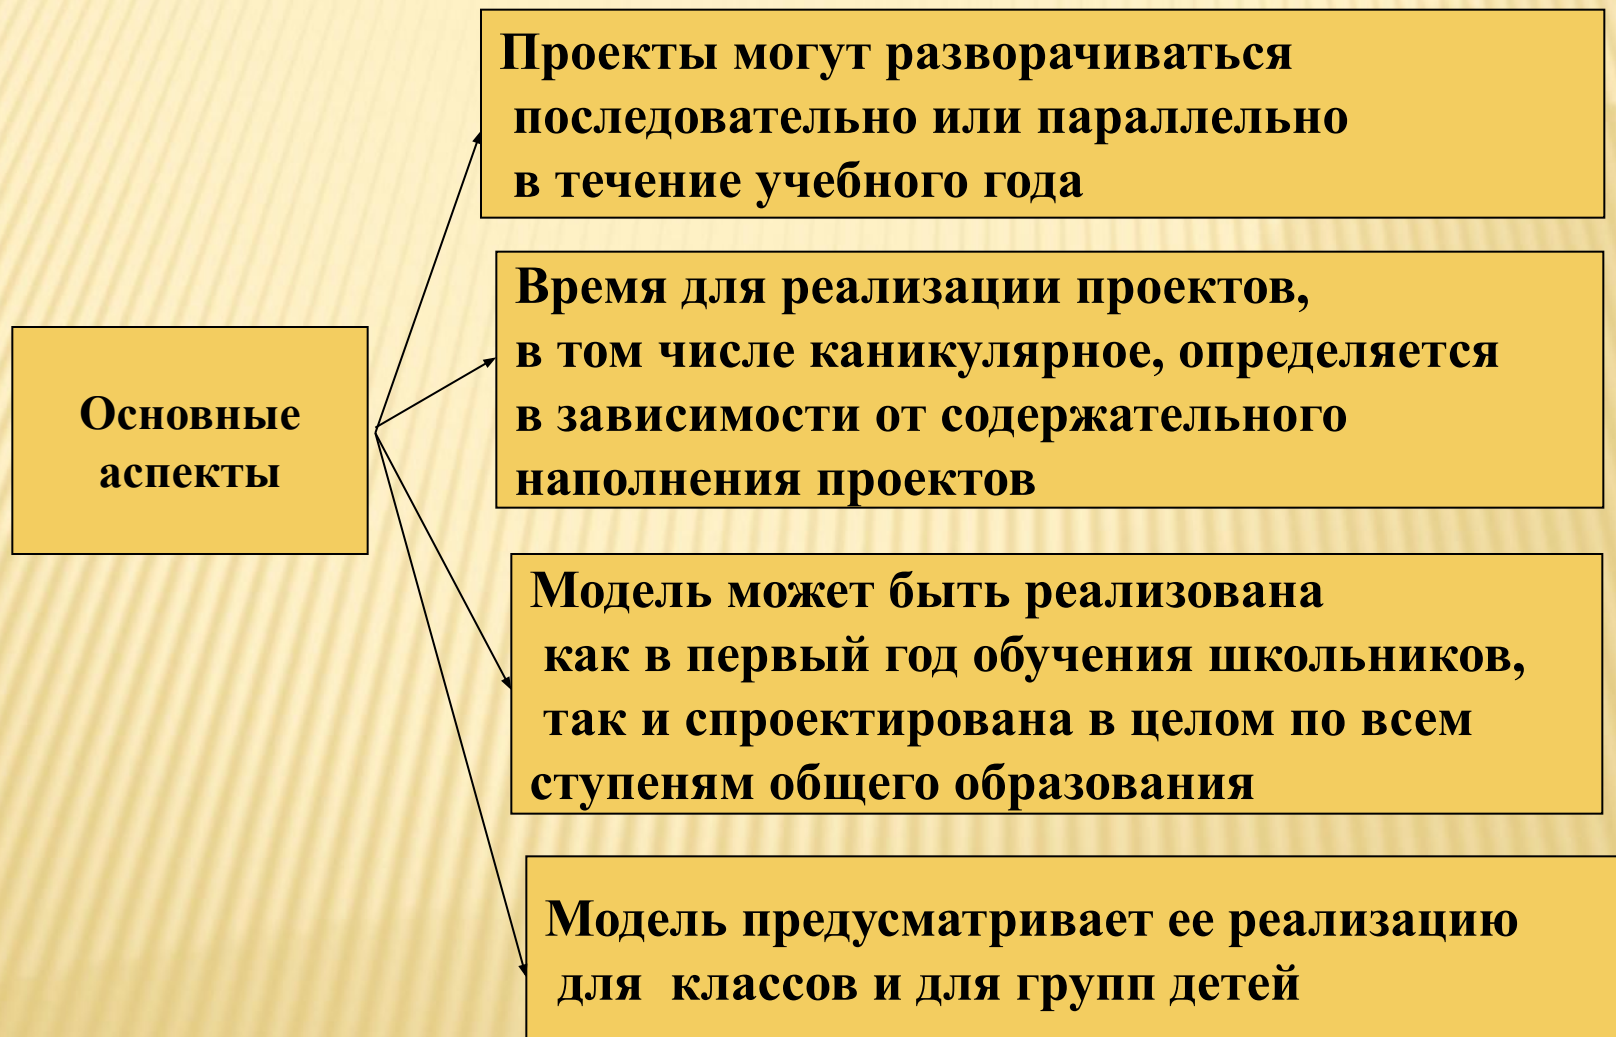 Проекты могут разворачиваться
последовательно или параллельно
в течение учебного года
Время для реализации проектов,
в том числе каникулярное, определяется
в зависимости от содержательного
наполнения проектов
Основные
аспекты
Модель может быть реализована
как в первый год обучения школьников,
так и спроектирована в целом по всем
ступеням общего образования
Модель предусматривает ее реализацию
для классов и для групп детей